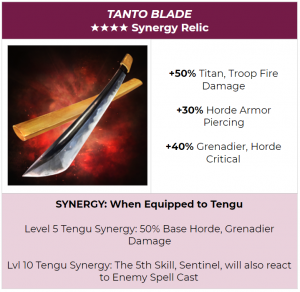 TANTO BLADE
★★★★ Synergy Relic
+50% Titan, Troop Fire
Damage
+30% Horde Armor
Piercing
+40% Grenadier, Horde
Critical
SYNERGY: When Equipped to Tengu
Level 5 Tengu Synergy: 50% Base Horde, Grenadier
Damage
Lvl 10 Tengu Synergy: The 5th Skill, Sentinel, will also react
to Enemy Spell Cast